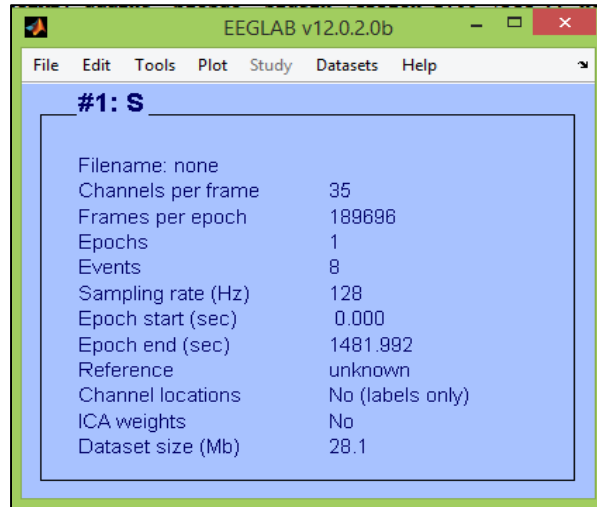 EEGLAB v12.0.2.0b
File Edit Tools Plot Study Datasets Help
#1: S
Filename: none
Channels per frame 35
Frames per epoch 189696
Epochs 1
Events 8
Sampling rate (Hz) 128
Epoch start (sec) 0.000
Epoch end (sec) 1481.992
Reference unknown
Channel locations No (labels only)
ICA weights No
Dataset size (Mb) 28.1